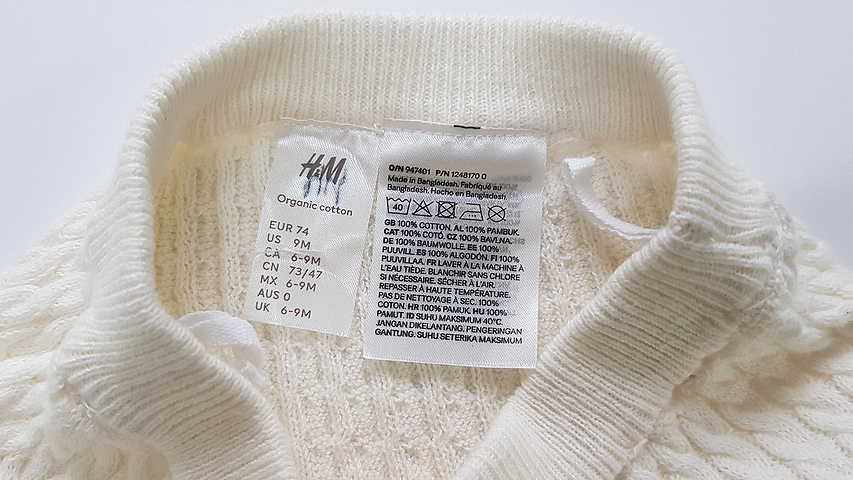 H&M
Organic cotton
EUR 74
US 9M
CA 6-9M
CN 73/47
MX 6-9M
AUS 0
UK 6-9M
O/N 947401 P/N 1248170 0
Made in Bangladesh. Fabriqué au
Bangladesh. Hecho en Bangladesh.
40
GB 100% COTTON. AL 100% PAMBUK.
CAT 100% COTÓ. CZ 100% BAVLNA.
DE 100% BAUMWOLLE. EE 100%
PUUVILL. ES 100% ALGODÓN. FI 100%
PUUVILLAA. FR LAVER À LA MACHINE À
L'EAU TIÈDE. BLANCHIR SANS CHLORE
SI NÉCESSAIRE. SÉCHER À L'AIR.
REPASSER À HAUTE TEMPÉRATURE.
PAS DE NETTOYAGE À SEC. 100%
COTON. HR 100% PAMUK. HU 100%
PAMUT. ID SUHU MAKSIMUM 40°C.
JANGAN DIKELANTANG. PENGERINGAN
GANTUNG. SUHU SETERIKA MAKSIMUM